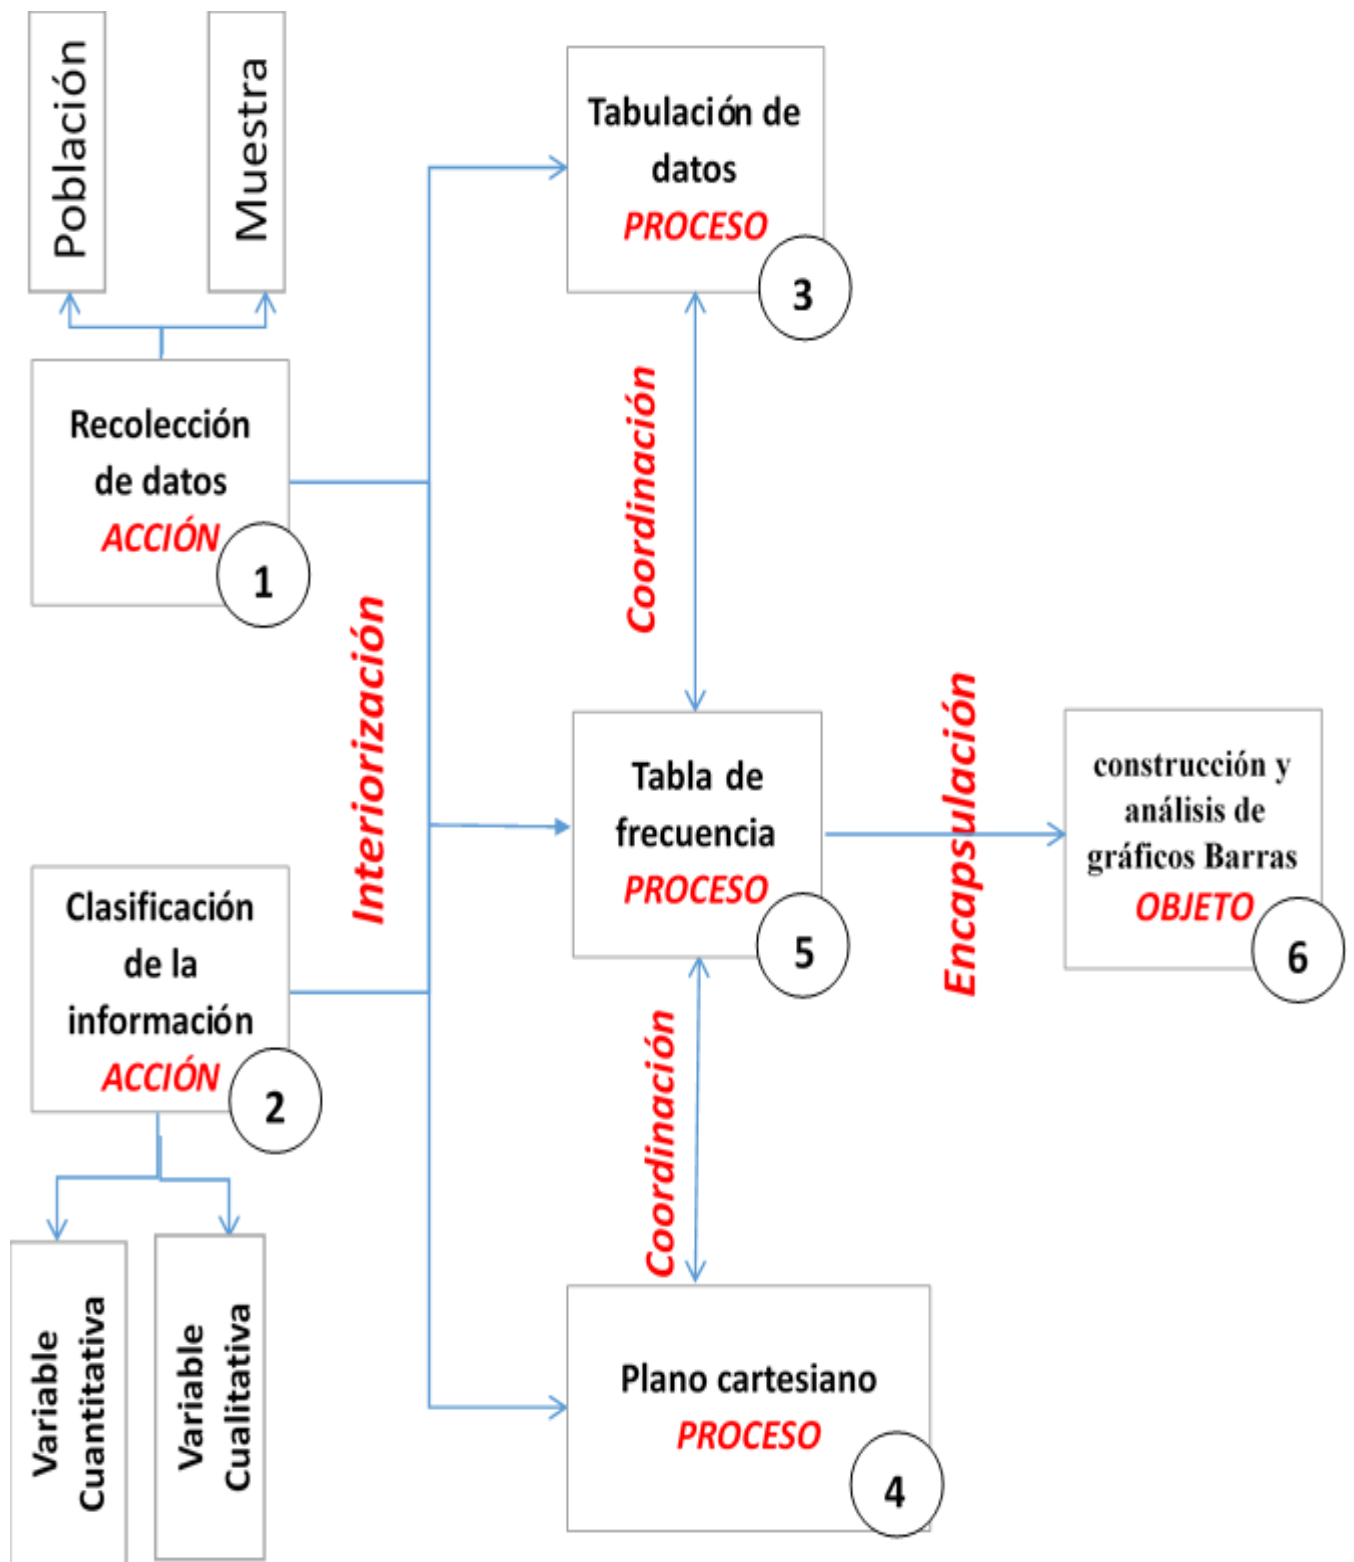 Población
Muestra
Recolección
de datos
ACCIÓN
1
Clasificación
de la
información
ACCIÓN
2
Variable
Cuantitativa
Variable
Cualitativa
Interiorización
Tabulación de
datos
PROCESO
3
Coordinación
Tabla de
frecuencia
PROCESO
5
Coordinación
Plano cartesiano
PROCESO
4
Encapsulación
construcción y
análisis de
gráficos Barras
OBJETO
6